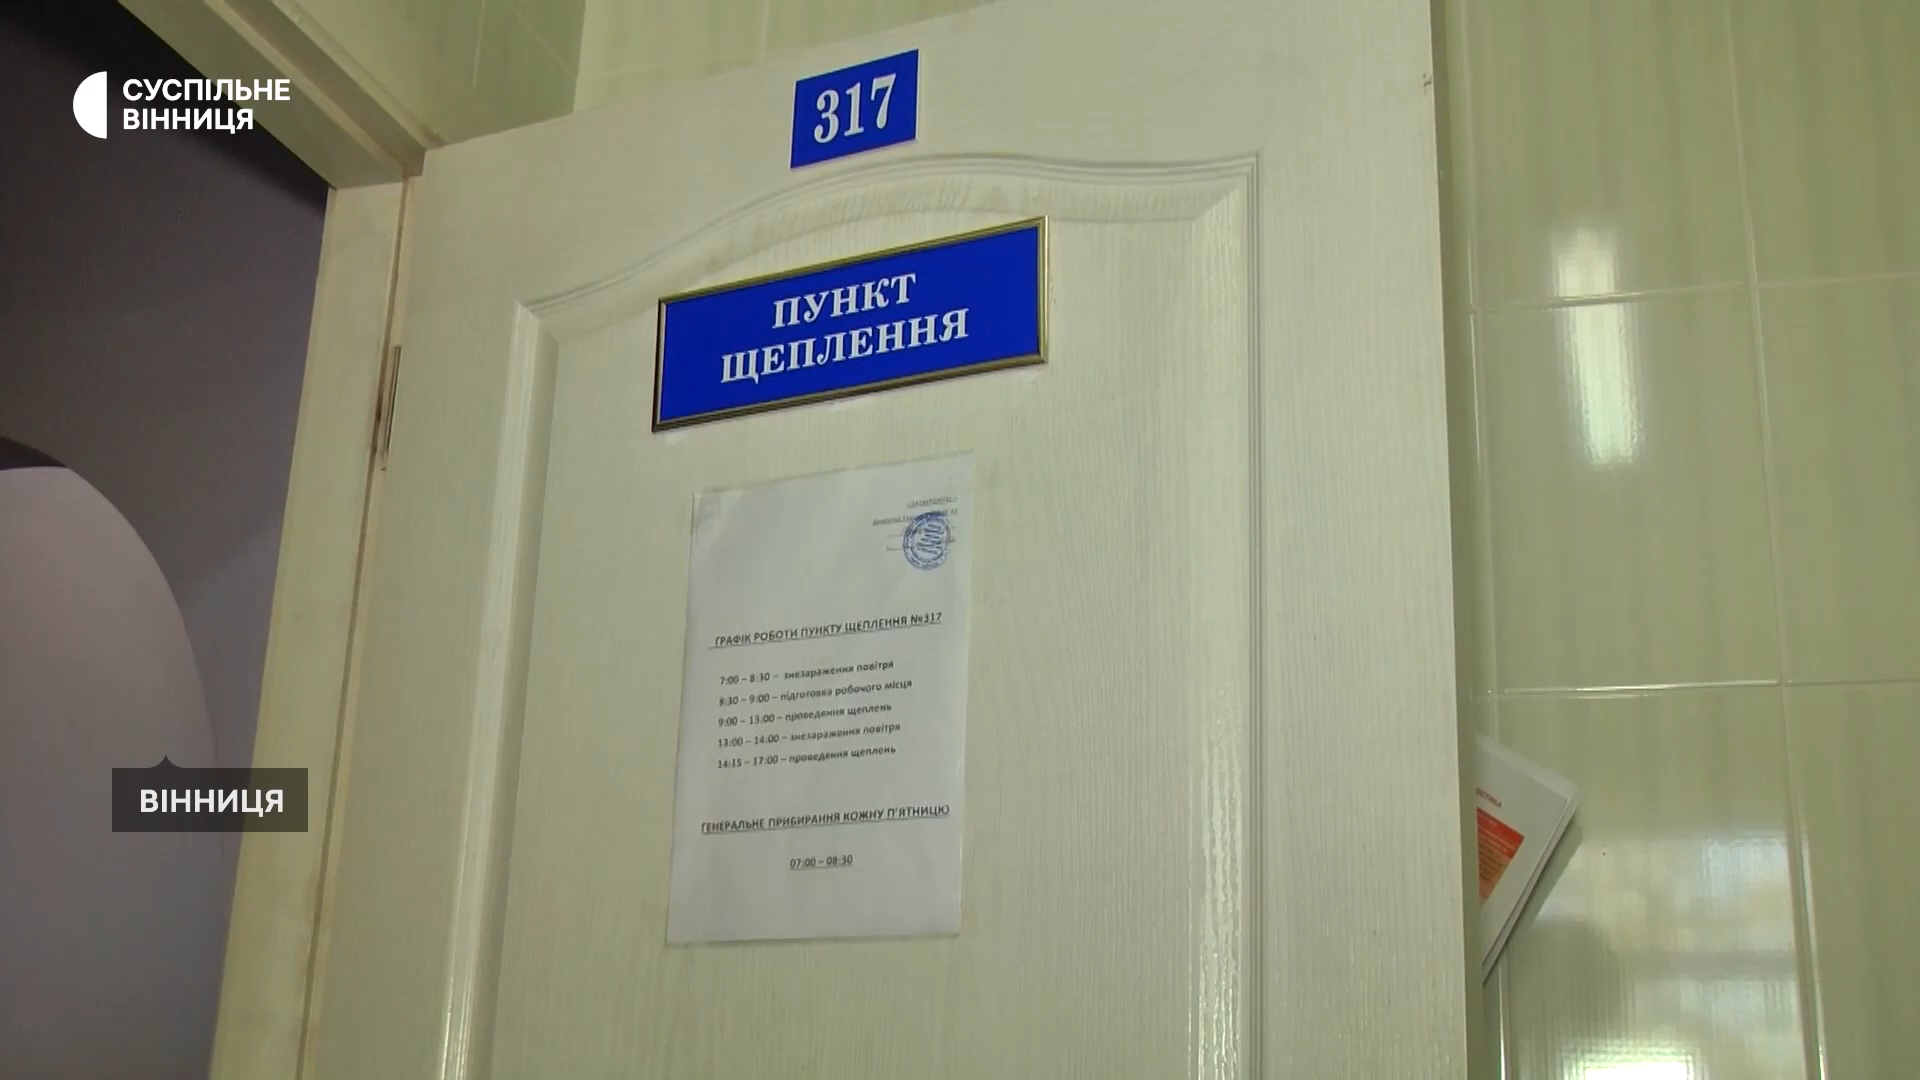 СУСПІЛЬНЕ
ВІННИЦЯ
317
ПУНКТ
ЩЕПЛЕННЯ
ГРАФІК РОБОТИ ПУНКТУ ЩЕПЛЕННЯ №317
7:00 – 8:30 – знезараження повітря
8:30 – 9:00 – підготовка робочого місця
9:00 – 13:00 – проведення щеплень
13:00 – 14:00 – знезараження повітря
14:15 – 17:00 – проведення щеплень
ГЕНЕРАЛЬНЕ ПРИБИРАННЯ КОЖНУ П'ЯТНИЦЮ
07:00 – 08:30
ВІННИЦЯ